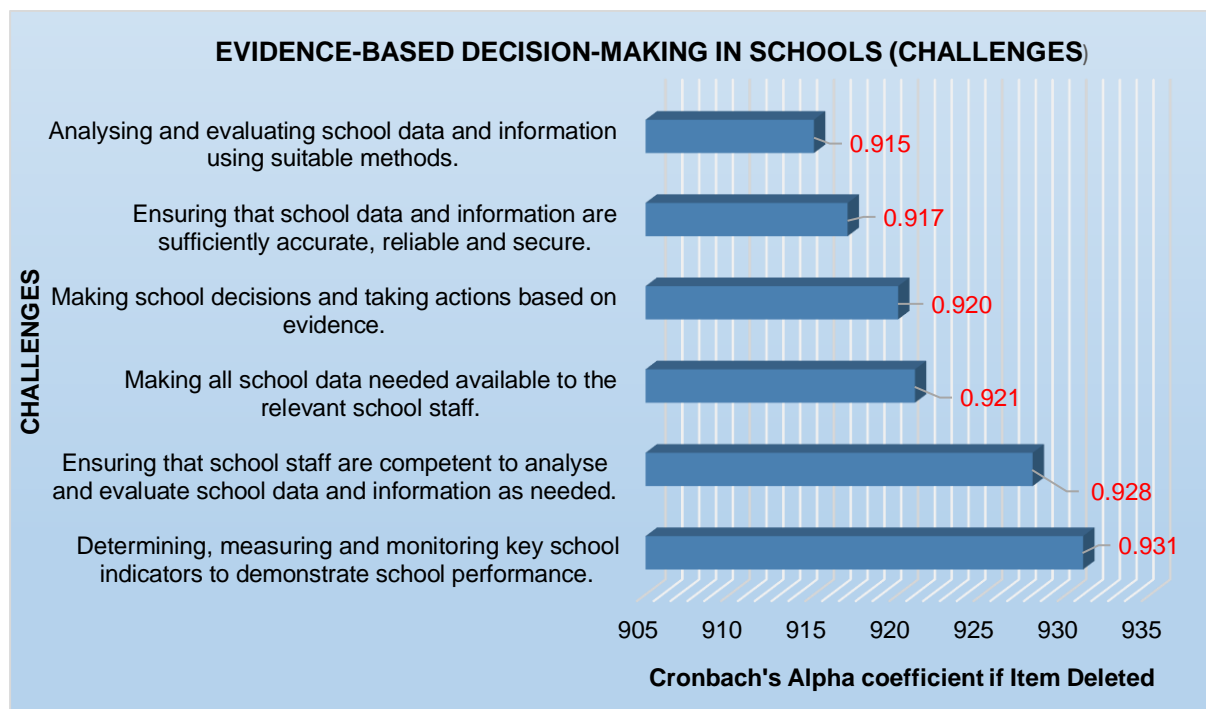 EVIDENCE-BASED DECISION-MAKING IN SCHOOLS (CHALLENGES)
CHALLENGES
Analysing and evaluating school data and information
using suitable methods.
0.915
Ensuring that school data and information are
sufficiently accurate, reliable and secure.
0.917
Making school decisions and taking actions based on
evidence.
0.920
Making all school data needed available to the
relevant school staff.
0.921
Ensuring that school staff are competent to analyse
and evaluate school data and information as needed.
0.928
Determining, measuring and monitoring key school
indicators to demonstrate school performance.
0.931
905 910 915 920 925 930 935
Cronbach's Alpha coefficient if Item Deleted